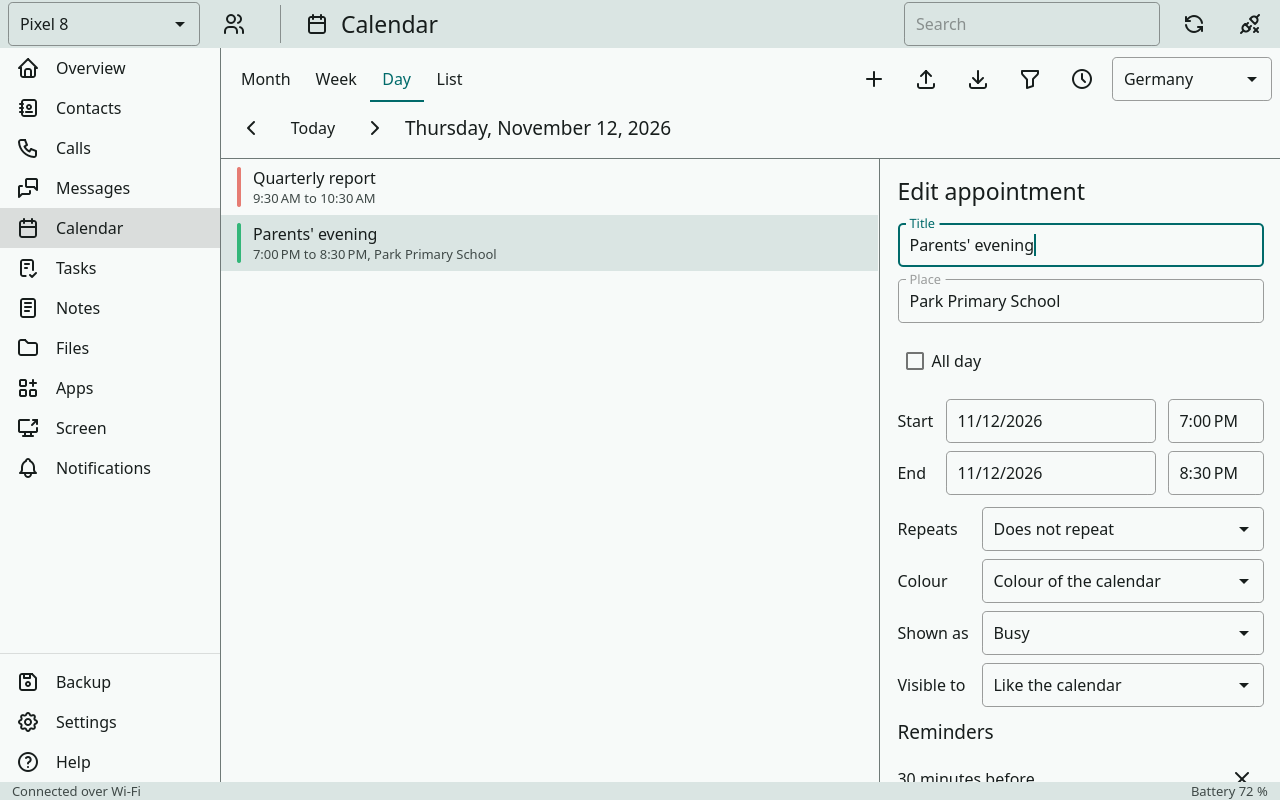 Pixel 8
Calendar
Search
Overview
Contacts
Calls
Messages
Calendar
Tasks
Notes
Files
Apps
Screen
Notifications
Backup
Settings
Help
Month Week Day List
Germany
Today
Thursday, November 12, 2026
Quarterly report
9:30 AM to 10:30 AM
Parents' evening
7:00 PM to 8:30 PM, Park Primary School
Edit appointment
Title
Parents' evening
Place
Park Primary School
All day
Start 11/12/2026 7:00 PM
End 11/12/2026 8:30 PM
Repeats Does not repeat
Colour Colour of the calendar
Shown as Busy
Visible to Like the calendar
Reminders
30 minutes before
Connected over Wi-Fi
Battery 72 %